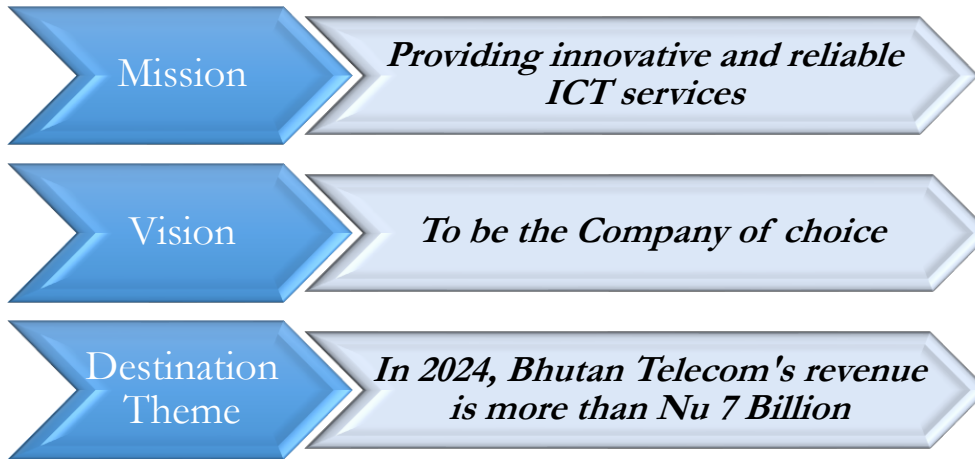 Mission
Providing innovative and reliable
ICT services
Vision
To be the Company of choice
Destination
Theme
In 2024, Bhutan Telecom's revenue
is more than Nu 7 Billion